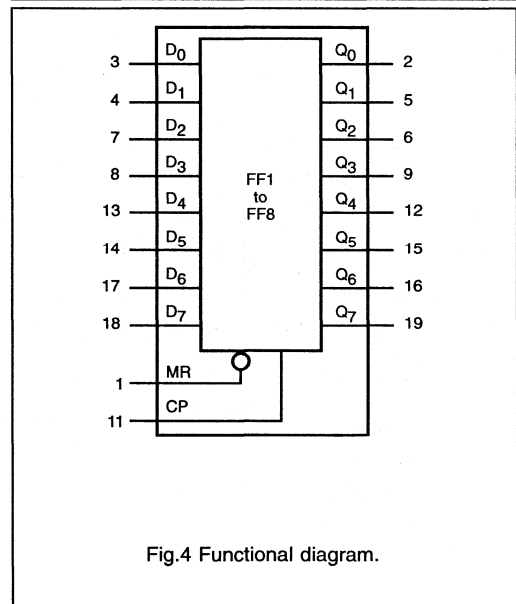 3 D0 Q0 2
4 D1 Q1 5
7 D2 Q2 6
8 D3 Q3 9
FF1
to
FF8
13 D4 Q4 12
14 D5 Q5 15
17 D6 Q6 16
18 D7 Q7 19
1 MR
11 CP
Fig.4 Functional diagram.